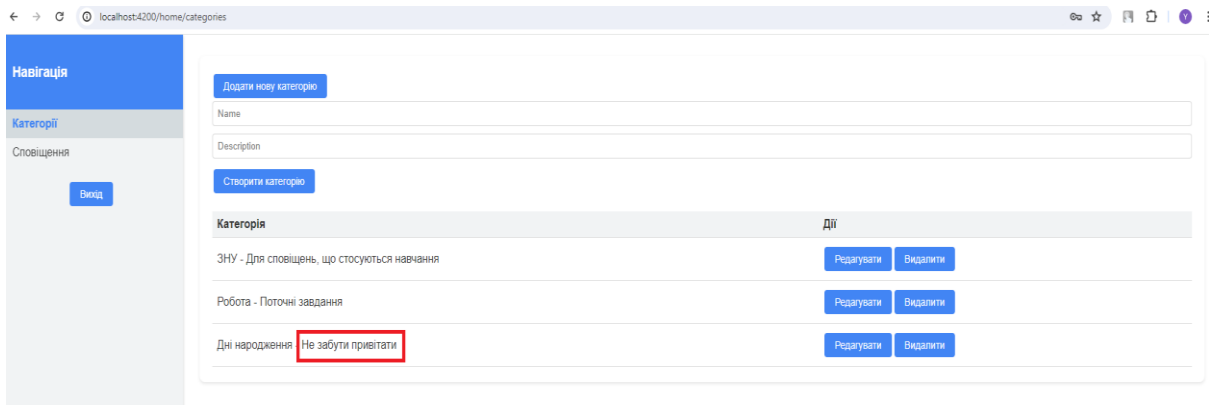 localhost:4200/home/categories
Y
Навігація
Категорії
Сповіщення
Вихід
Додати нову категорію
Name
Description
Створити категорію
Категорія Дії
ЗНУ - Для сповіщень, що стосуються навчання Редагувати Видалити
Робота - Поточні завдання Редагувати Видалити
Дні народження - Не забути привітати Редагувати Видалити